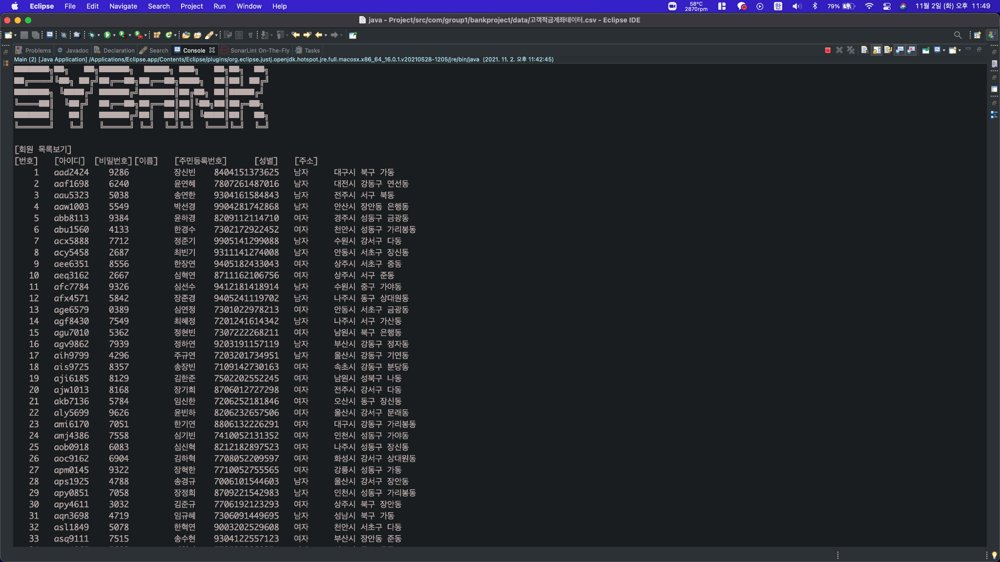 Eclipse File Edit Navigate Search Project Run Window Help 58°C 2870rpm 한 79% 11월 2일 (화) 오후 11:49
java - Project/src/com/group1/bankproject/data/고객적금계좌데이터.csv - Eclipse IDE
Problems @ Javadoc Declaration Search Console SonarLint On-The-Fly Tasks
Main (2) [Java Application] /Applications/Eclipse.app/Contents/Eclipse/plugins/org.eclipse.justj.openjdk.hotspot.jre.full.macosx.x86_64_16.0.1.v20210528-1205/jre/bin/java (2021. 11. 2. 오후 11:42:45)
SYBANK
[회원 목록보기]
[번호] [아이디] [비밀번호] [이름] [주민등록번호] [성별] [주소]
1 aad2424 9286 장신빈 8404151373625 남자 대구시 북구 가동
2 aaf1698 6240 윤연혜 7807261487016 남자 대전시 강동구 연선동
3 aau5323 5038 송연한 9304161584843 남자 전주시 서구 북동
4 aaw1003 5549 박선경 9904281742868 남자 안산시 장안동 은행동
5 abb8113 9384 윤하경 8209112114710 여자 경주시 성동구 금광동
6 abu1560 4133 한경수 7302172922452 여자 천안시 성동구 가리봉동
7 acx5888 7712 정준기 9905141299088 남자 수원시 강서구 다동
8 acy5458 2687 최빈기 9311141274008 남자 안동시 서초구 장신동
9 aee6351 8556 한장연 9405182433043 여자 상주시 서초구 중동
10 aeq3162 2667 심혁연 8711162106756 여자 상주시 서구 준동
11 afc7784 9326 심선수 9412181418914 남자 수원시 중구 가야동
12 afx4571 5842 장준경 9405241119702 남자 나주시 동구 상대원동
13 age6579 0389 심연정 7301022978213 여자 안동시 서초구 금광동
14 agf8430 7549 최혜정 7201241614342 남자 나주시 서구 가산동
15 agu7010 5362 정현빈 7307222268211 여자 남원시 북구 은행동
16 agv9862 7939 정하연 9203191157119 남자 부산시 강동구 정자동
17 aih9799 4296 주규연 7203201734951 남자 울산시 강동구 기연동
18 ais9725 8357 송장빈 7109142730163 여자 속초시 강동구 분당동
19 aji6185 8129 김한준 7502202552245 여자 남원시 성북구 나동
20 ajw1013 8168 장기희 8706012727298 여자 전주시 강서구 다동
21 akb7136 5784 임신한 7206252181846 여자 오산시 동구 장신동
22 aly5699 9626 윤빈하 8206232657506 여자 울산시 강서구 문래동
23 ami6170 7051 한기연 8806132226291 여자 대구시 강동구 가리봉동
24 amj4386 7558 심기빈 7410052131352 여자 인천시 성동구 가야동
25 aob0918 6083 심신혁 8212182897523 여자 나주시 성동구 장신동
26 aoc9162 6904 김하혁 7708052209597 여자 화성시 강서구 상대원동
27 apm0145 9322 장혁한 7710052755565 여자 강릉시 성동구 가동
28 aps1925 4788 송경규 7006101544603 남자 울산시 강서구 장안동
29 apy0851 7058 장정희 8709221542983 남자 인천시 성동구 가리봉동
30 apy4611 3032 김준규 7706192123293 여자 상주시 북구 장안동
31 aqn3698 4719 임규혜 7306091449695 남자 성남시 북구 가동
32 asl1849 5078 한혁연 9003202529608 여자 천안시 서초구 다동
33 asq9111 7515 송수현 9304122557123 여자 부산시 장안동 준동